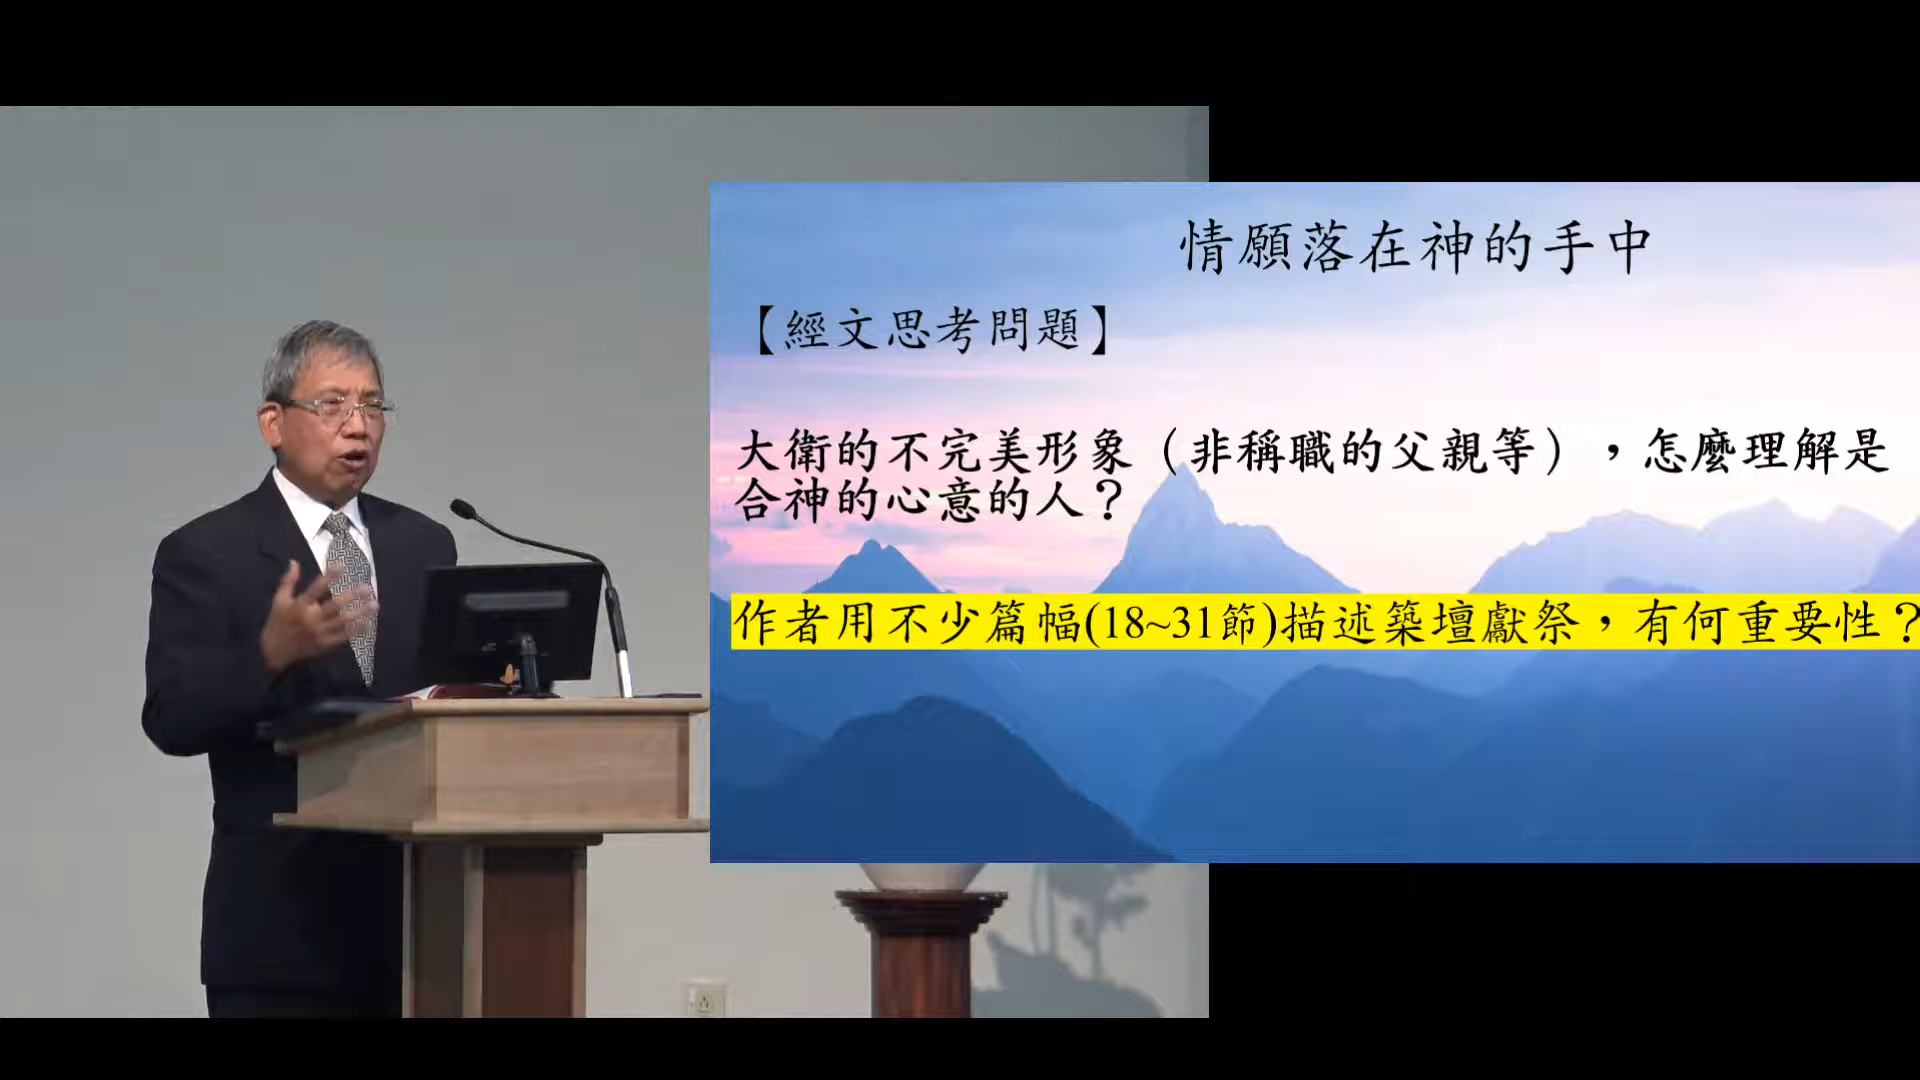 情願落在神的手中
【經文思考問題】
大衛的不完美形象（非稱職的父親等），怎麼理解是
合神的心意的人？
作者用不少篇幅(18~31節)描述築壇獻祭，有何重要性？